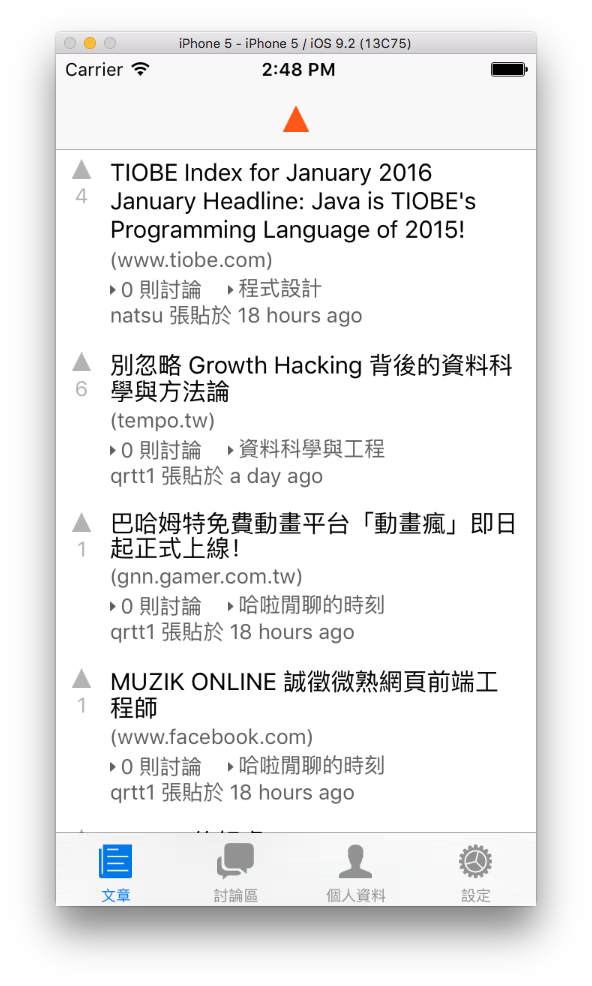 iPhone 5 - iPhone 5 / iOS 9.2 (13C75)
Carrier 2:48 PM
TIOBE Index for January 2016
4
January Headline: Java is TIOBE's
Programming Language of 2015!
(www.tiobe.com)
0 則討論 程式設計
natsu 張貼於 18 hours ago
別忽略 Growth Hacking 背後的資料科
6
學與方法論
(tempo.tw)
0 則討論 資料科學與工程
qrtt1 張貼於 a day ago
巴哈姆特免費動畫平台「動畫瘋」即日
1
起正式上線！
(gnn.gamer.com.tw)
0 則討論 哈啦閒聊的時刻
qrtt1 張貼於 18 hours ago
MUZIK ONLINE 誠徵微熟網頁前端工
1
程師
(www.facebook.com)
0 則討論 哈啦閒聊的時刻
qrtt1 張貼於 18 hours ago
文章 討論區 個人資料 設定